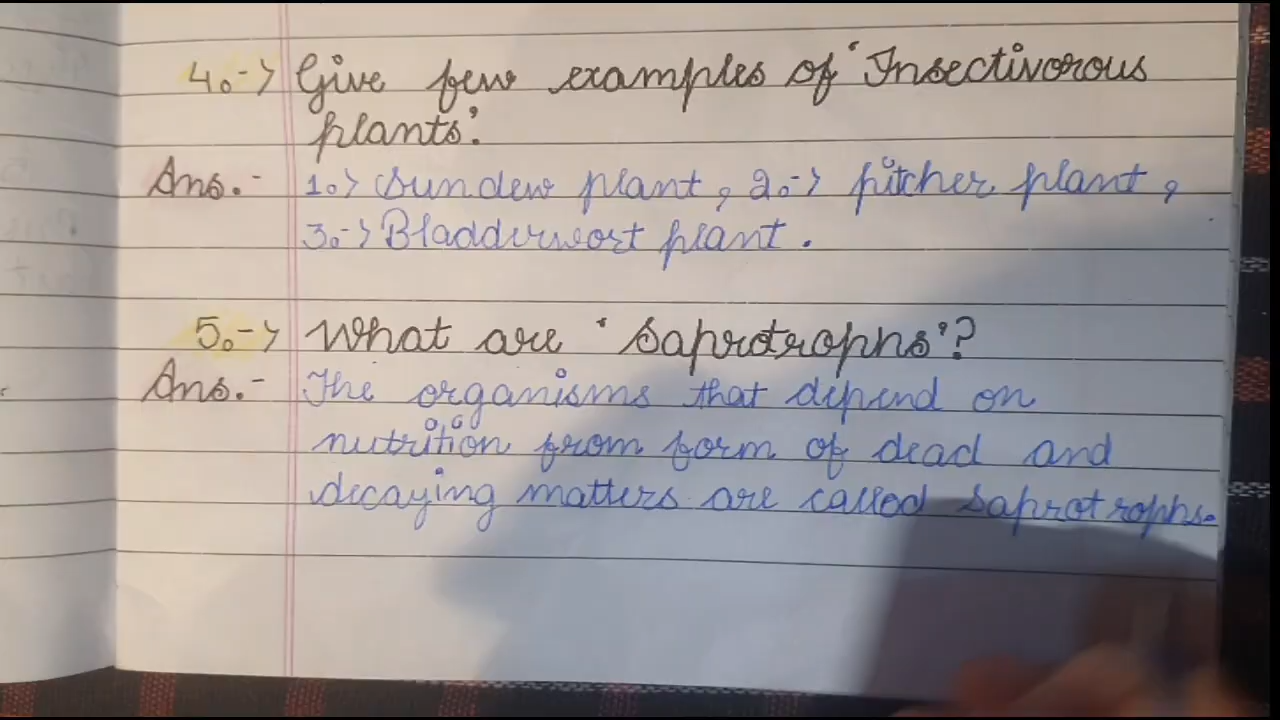 4.-> Give few examples of 'Insectivorous
plants'.
Ans.- 1.> Sundew plant, 2.-> pitcher plant,
3.-> Bladderwort plant.
5.-> What are 'Saprotrophs'?
Ans.- The organisms that depend on
nutrition from form of dead and
decaying matters are called Saprotrophs.